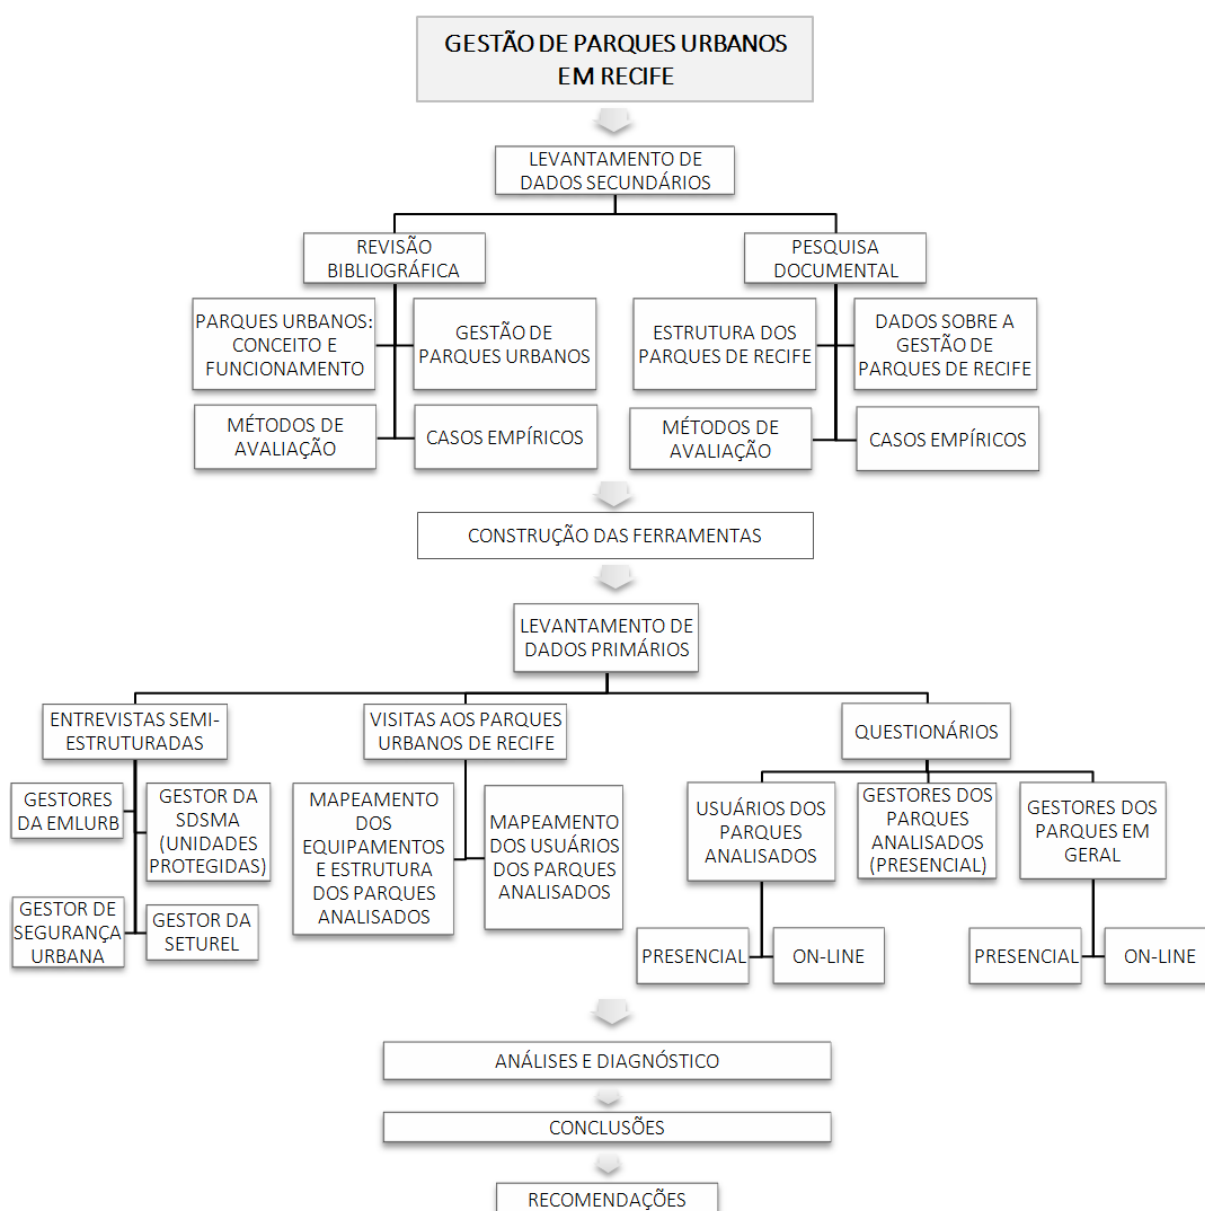 GESTÃO DE PARQUES URBANOS
EM RECIFE
LEVANTAMENTO DE
DADOS SECUNDÁRIOS
REVISÃO
BIBLIOGRÁFICA
PESQUISA
DOCUMENTAL
PARQUES URBANOS:
CONCEITO E
FUNCIONAMENTO
GESTÃO DE
PARQUES URBANOS
ESTRUTURA DOS
PARQUES DE RECIFE
DADOS SOBRE A
GESTÃO DE
PARQUES DE RECIFE
MÉTODOS DE
AVALIAÇÃO
CASOS EMPÍRICOS
MÉTODOS DE
AVALIAÇÃO
CASOS EMPÍRICOS
CONSTRUÇÃO DAS FERRAMENTAS
LEVANTAMENTO DE
DADOS PRIMÁRIOS
ENTREVISTAS SEMI-
ESTRUTURADAS
VISITAS AOS PARQUES
URBANOS DE RECIFE
QUESTIONÁRIOS
GESTORES
DA EMLURB
GESTOR DA
SDSMA
(UNIDADES
PROTEGIDAS)
GESTOR DE
SEGURANÇA
URBANA
GESTOR DA
SETUREL
MAPEAMENTO
DOS
EQUIPAMENTOS
E ESTRUTURA
DOS PARQUES
ANALISADOS
MAPEAMENTO
DOS USUÁRIOS
DOS PARQUES
ANALISADOS
USUÁRIOS DOS
PARQUES
ANALISADOS
GESTORES DOS
PARQUES
ANALISADOS
(PRESENCIAL)
GESTORES DOS
PARQUES EM
GERAL
PRESENCIAL
ON-LINE
PRESENCIAL
ON-LINE
ANÁLISES E DIAGNÓSTICO
CONCLUSÕES
RECOMENDAÇÕES